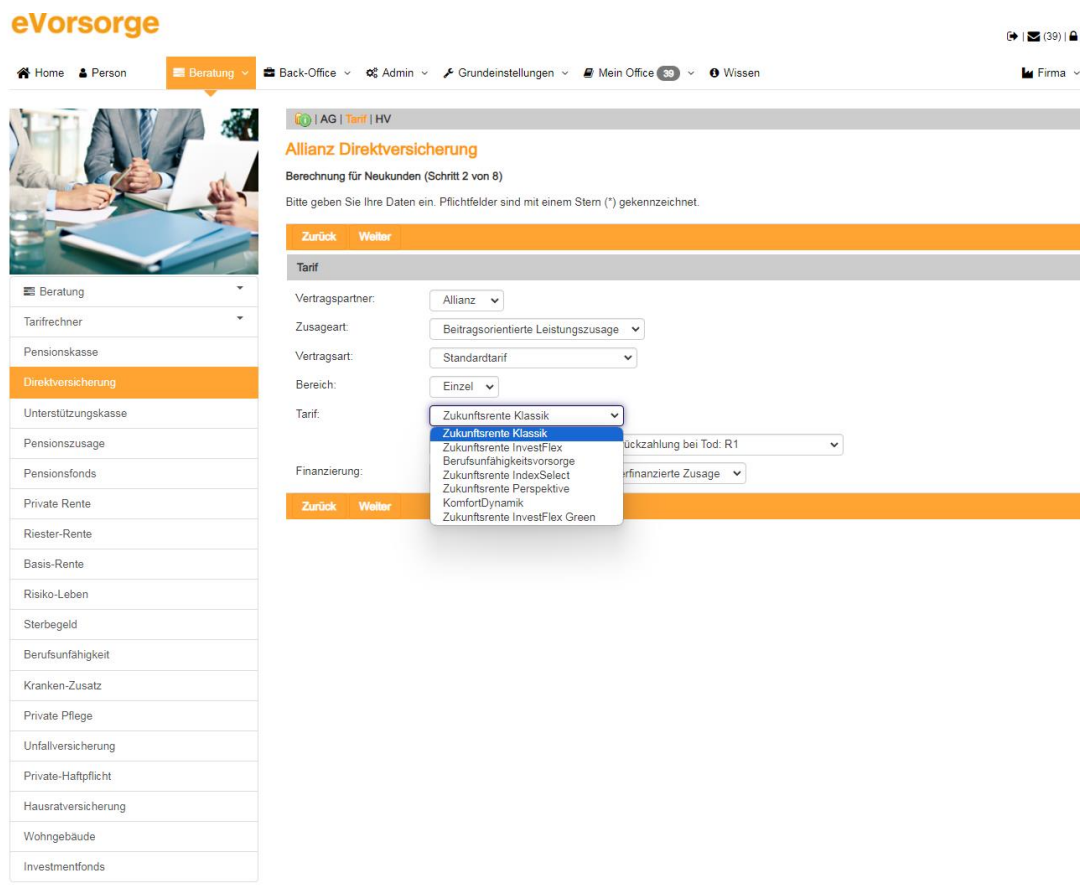 eVorsorge
(39) |
Home Person Beratung Back-Office Admin Grundeinstellungen Mein Office 39 Wissen Firma
| AG | Tarif | HV
Allianz Direktversicherung
Berechnung für Neukunden (Schritt 2 von 8)
Bitte geben Sie Ihre Daten ein. Pflichtfelder sind mit einem Stern (*) gekennzeichnet.
Zurück Weiter
Tarif
Vertragspartner: Allianz
Zusageart: Beitragsorientierte Leistungszusage
Vertragsart: Standardtarif
Bereich: Einzel
Tarif: Zukunftsrente Klassik
Zukunftsrente Klassik
Zukunftsrente InvestFlex
Berufsunfähigkeitsvorsorge
Zukunftsrente IndexSelect
Zukunftsrente Perspektive
KomfortDynamik
Zukunftsrente InvestFlex Green
ückzahlung bei Tod: R1
Finanzierung: erfinanzierte Zusage
Zurück Weiter
Beratung
Tarifrechner
Pensionskasse
Direktversicherung
Unterstützungskasse
Pensionszusage
Pensionsfonds
Private Rente
Riester-Rente
Basis-Rente
Risiko-Leben
Sterbegeld
Berufsunfähigkeit
Kranken-Zusatz
Private Pflege
Unfallversicherung
Private-Haftpflicht
Hausratversicherung
Wohngebäude
Investmentfonds